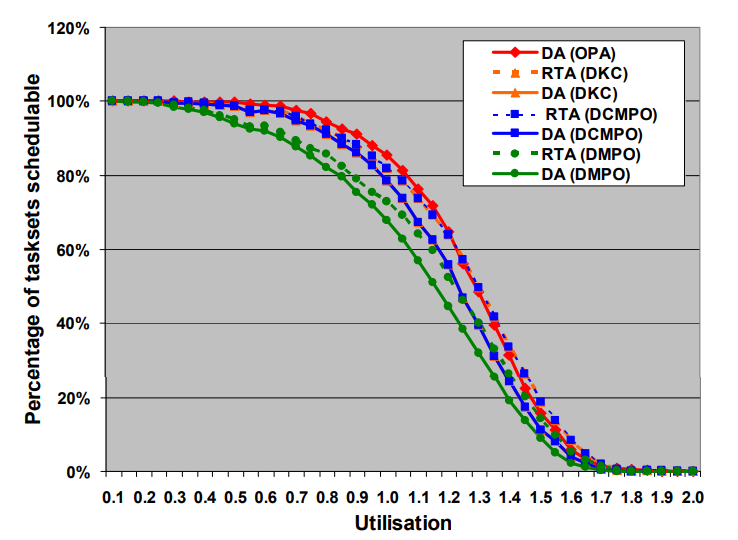 120%
100%
80%
60%
40%
20%
0%
Percentage of tasksets schedulable
DA (OPA)
RTA (DKC)
DA (DKC)
RTA (DCMPO)
DA (DCMPO)
RTA (DMPO)
DA (DMPO)
0.1 0.2 0.3 0.4 0.5 0.6 0.7 0.8 0.9 1.0 1.1 1.2 1.3 1.4 1.5 1.6 1.7 1.8 1.9 2.0
Utilisation